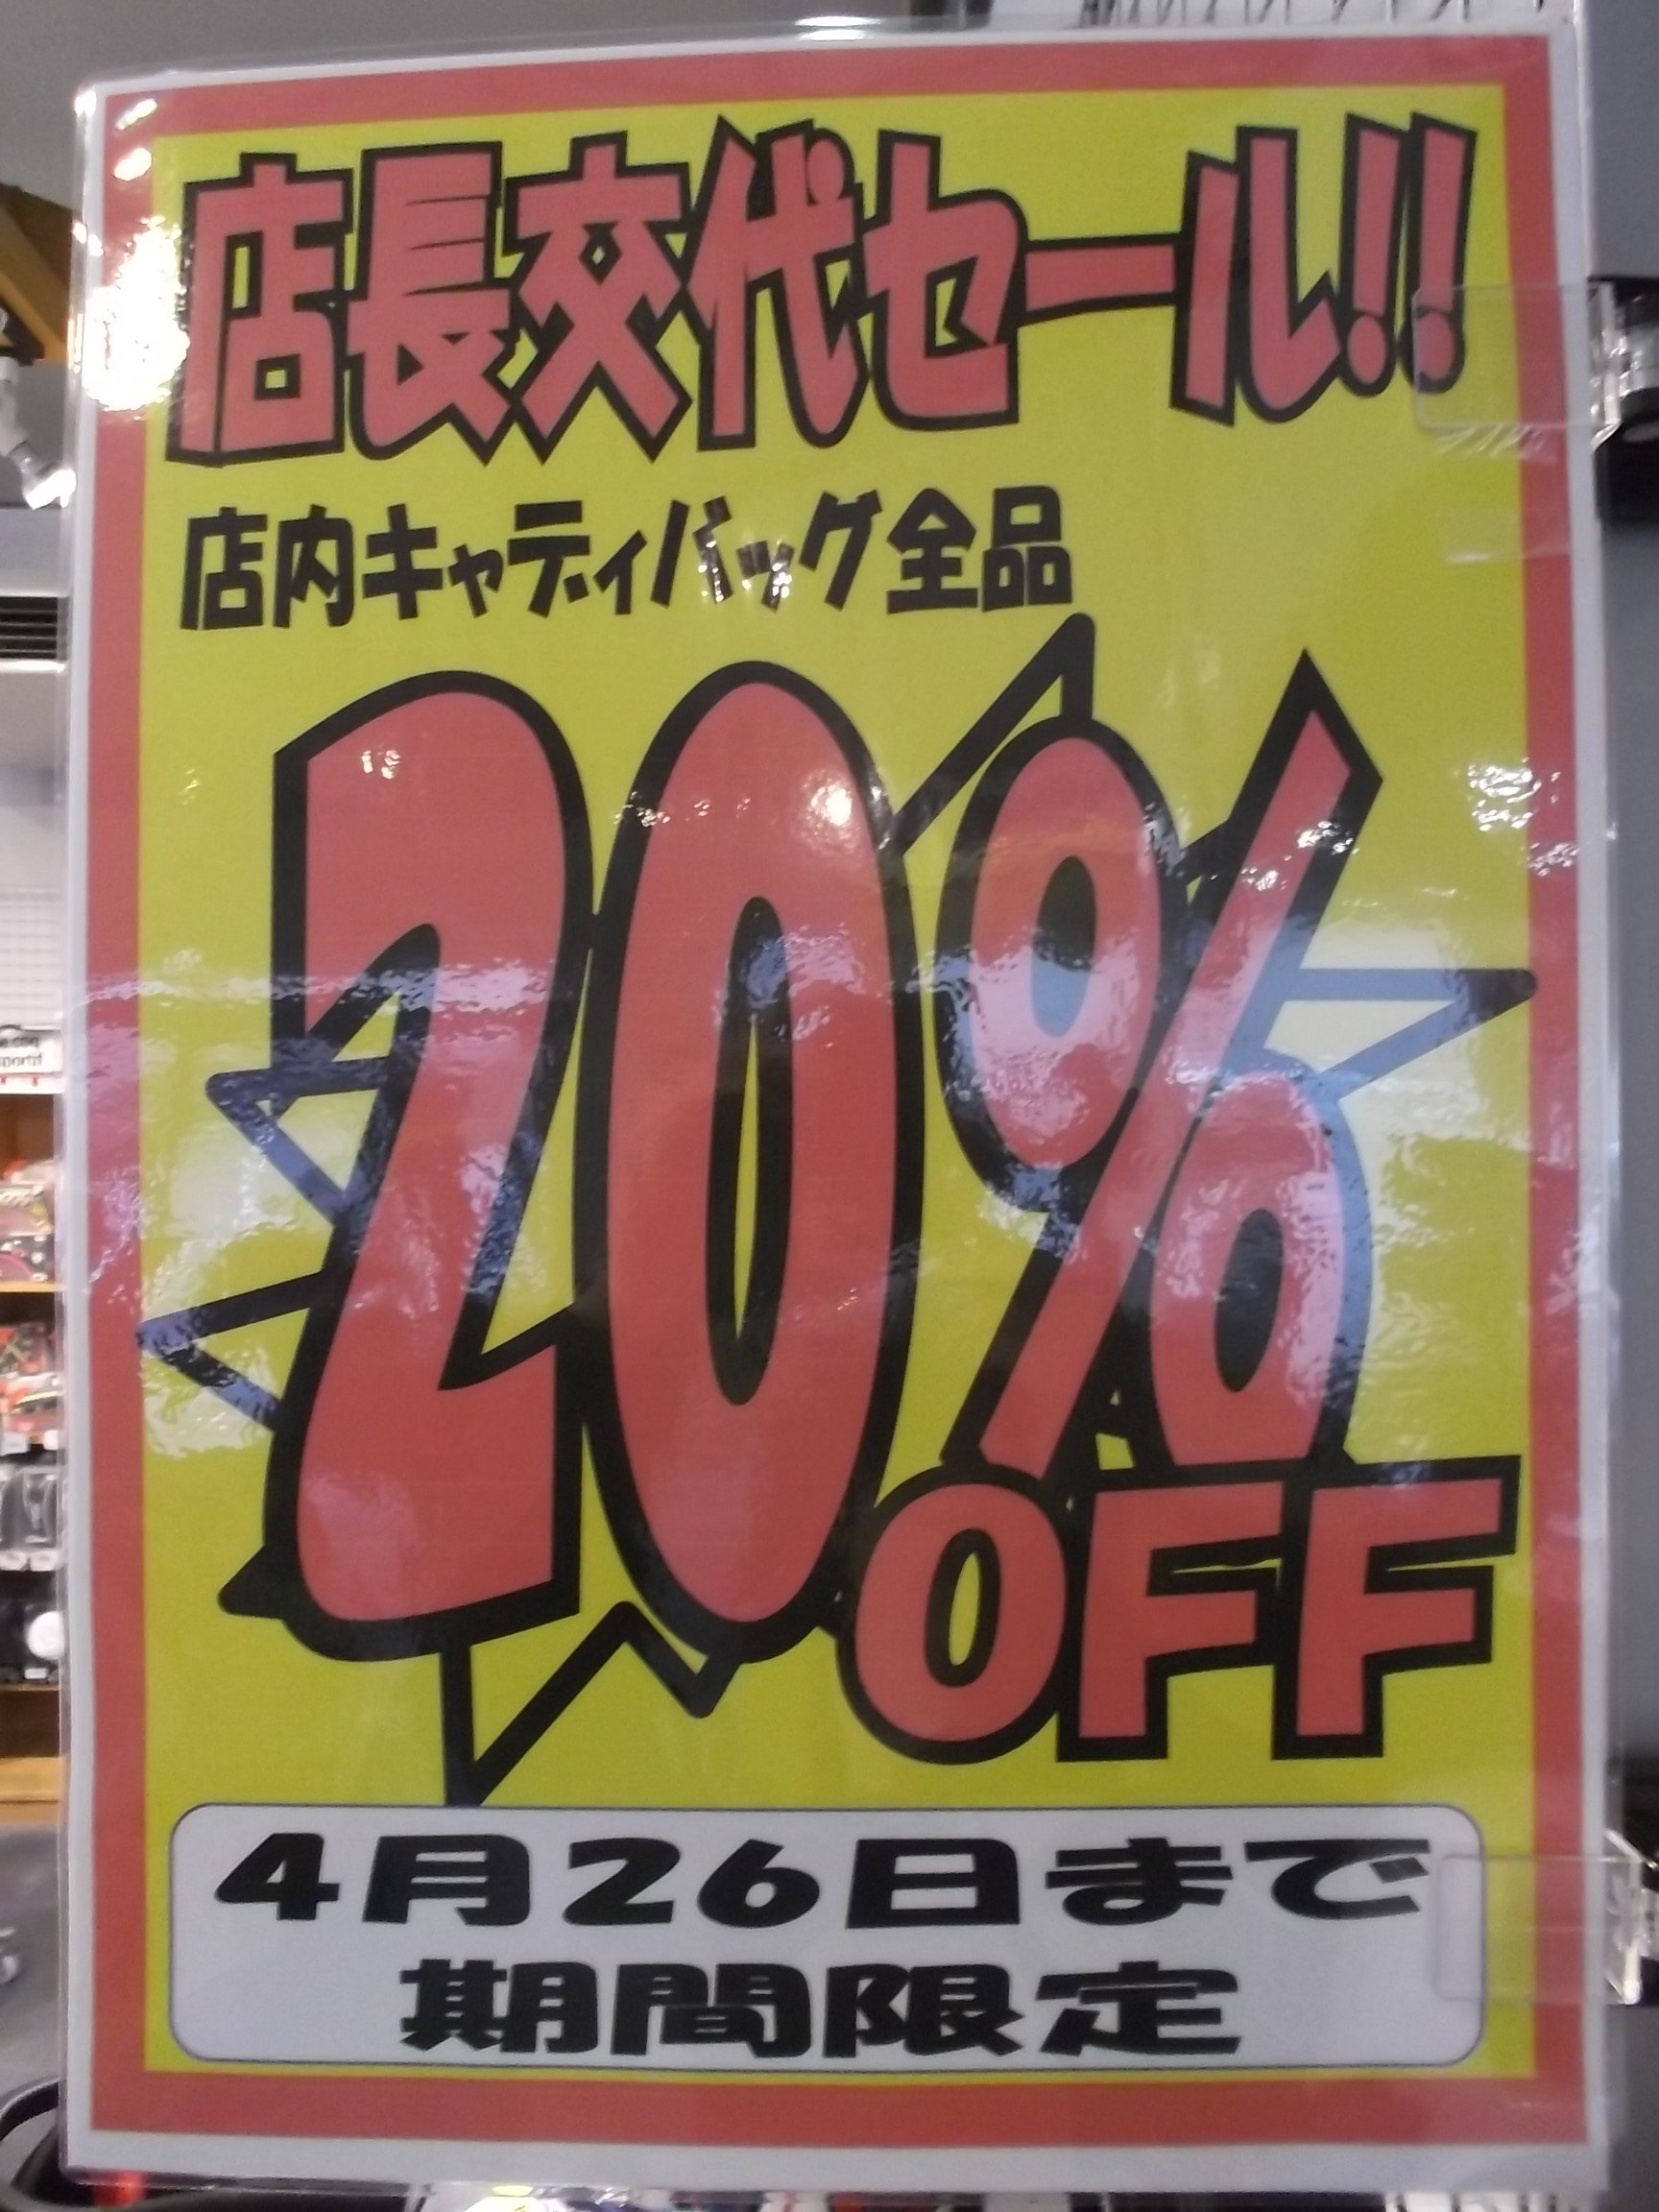 店長交代セール!!
店内キャディバッグ全品
20%
OFF
4月26日まで
期間限定